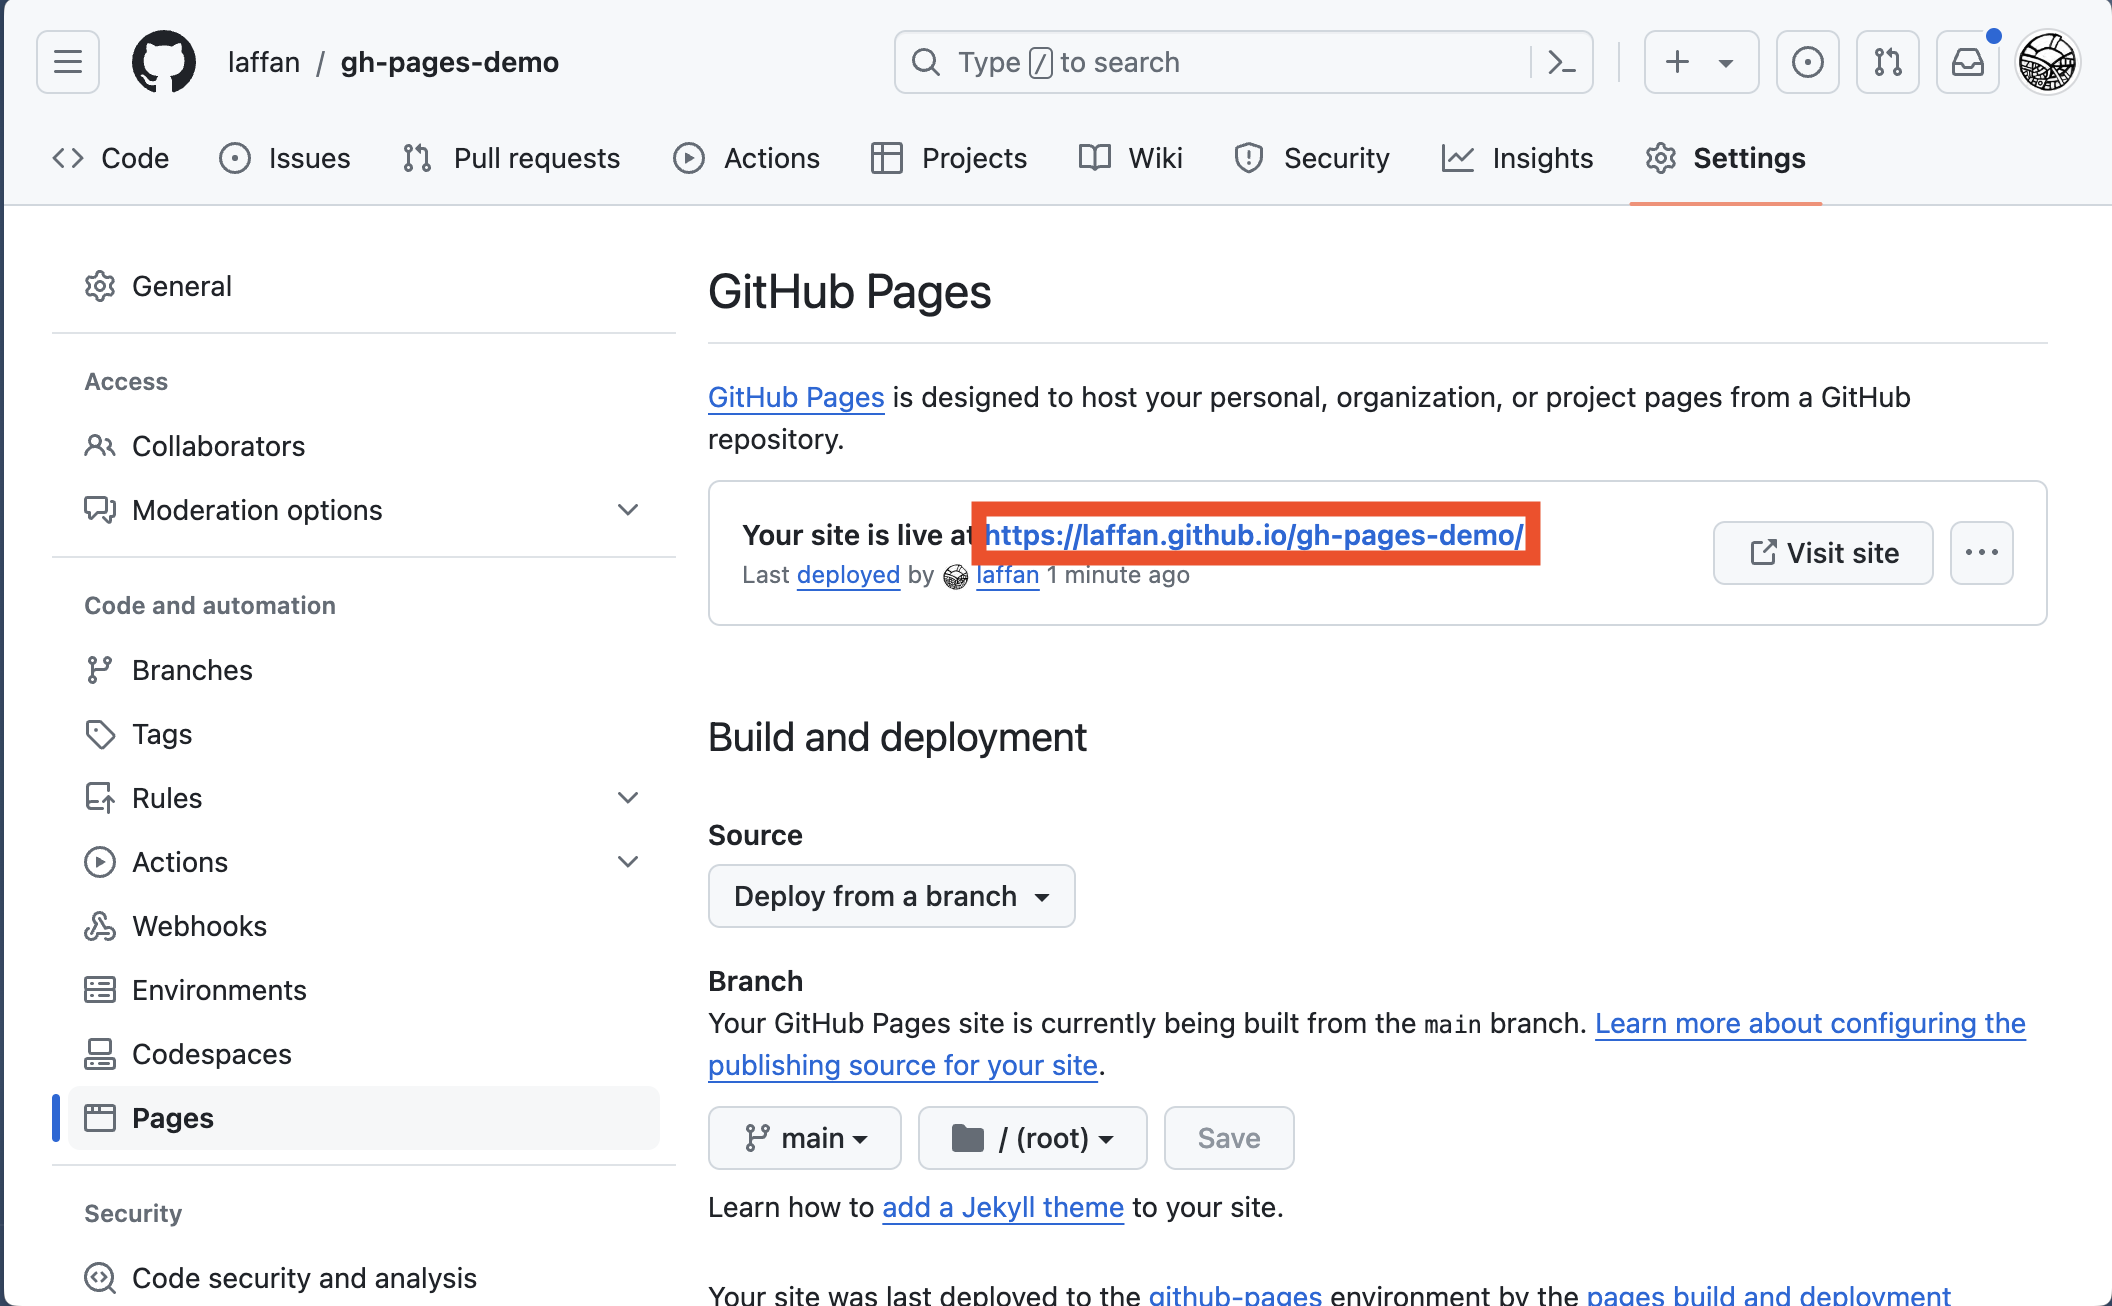 laffan / gh-pages-demo
Type / to search
Code
Issues
Pull requests
Actions
Projects
Wiki
Security
Insights
Settings
General
Access
Collaborators
Moderation options
Code and automation
Branches
Tags
Rules
Actions
Webhooks
Environments
Codespaces
Pages
Security
Code security and analysis
GitHub Pages
GitHub Pages is designed to host your personal, organization, or project pages from a GitHub
repository.
Your site is live at https://laffan.github.io/gh-pages-demo/
Last deployed by laffan 1 minute ago
Visit site
Build and deployment
Source
Deploy from a branch
Branch
Your GitHub Pages site is currently being built from the main branch. Learn more about configuring the
publishing source for your site.
main
/ (root)
Save
Learn how to add a Jekyll theme to your site.
Your site was last deployed to the github-pages environment by the pages build and deployment